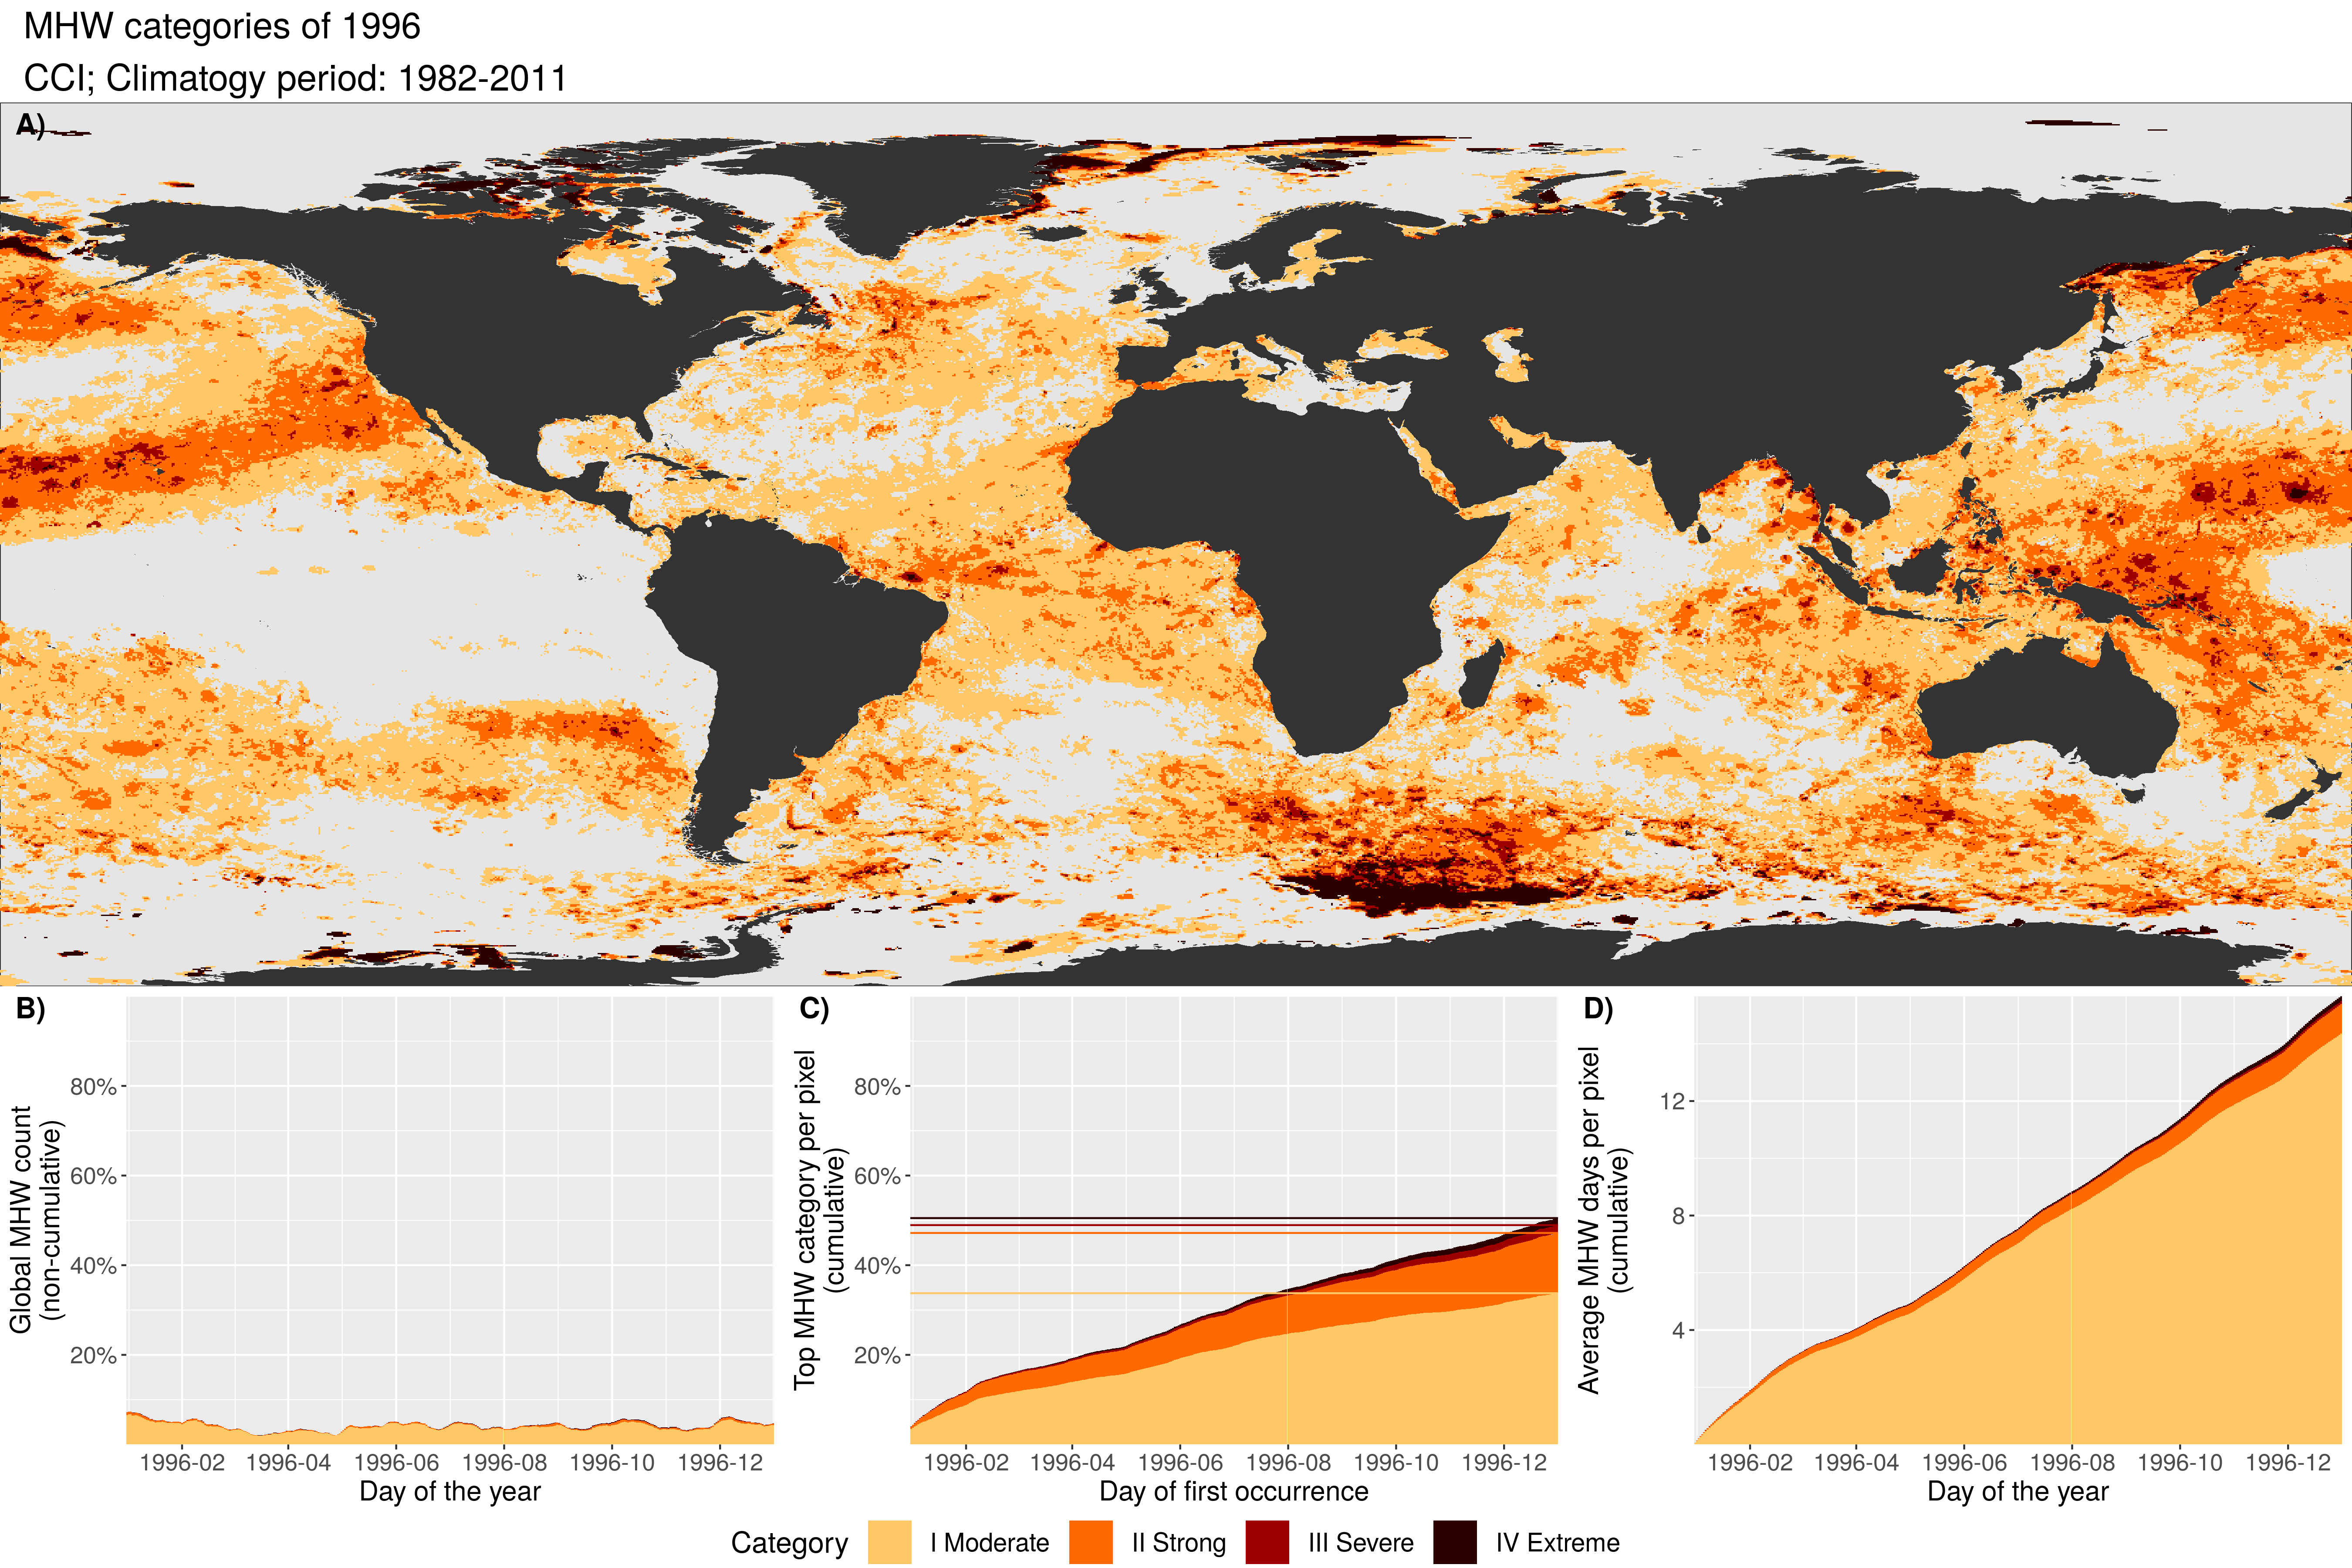 MHW categories of 1996
CCI; Climatogy period: 1982-2011
A)
B)
Global MHW count
(non-cumulative)
80%
60%
40%
20%
1996-02 1996-04 1996-06 1996-08 1996-10 1996-12
Day of the year
C)
Top MHW category per pixel
(cumulative)
80%
60%
40%
20%
1996-02 1996-04 1996-06 1996-08 1996-10 1996-12
Day of first occurrence
D)
Average MHW days per pixel
(cumulative)
12
8
4
1996-02 1996-04 1996-06 1996-08 1996-10 1996-12
Day of the year
Category I Moderate II Strong III Severe IV Extreme